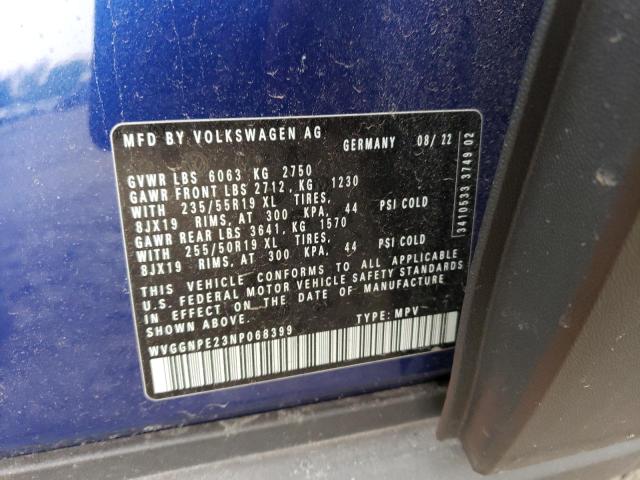 MFD BY VOLKSWAGEN AG GERMANY 08/ 22
GVWR LBS 6063 KG 2750
GAWR FRONT LBS 2712, KG 1230
WITH 235/55R19 XL TIRES,
8JX19 RIMS, AT 300 KPA, 44 PSI COLD
GAWR REAR LBS 3641, KG 1570
WITH 255/50R19 XL TIRES,
8JX19 RIMS, AT 300 KPA, 44 PSI COLD
THIS VEHICLE CONFORMS TO ALL APPLICABLE
U.S. FEDERAL MOTOR VEHICLE SAFETY STANDARDS
IN EFFECT ON THE DATE OF MANUFACTURE
SHOWN ABOVE.
WVGGNPE23NP068399 TYPE: MPV
3410533 3749 02